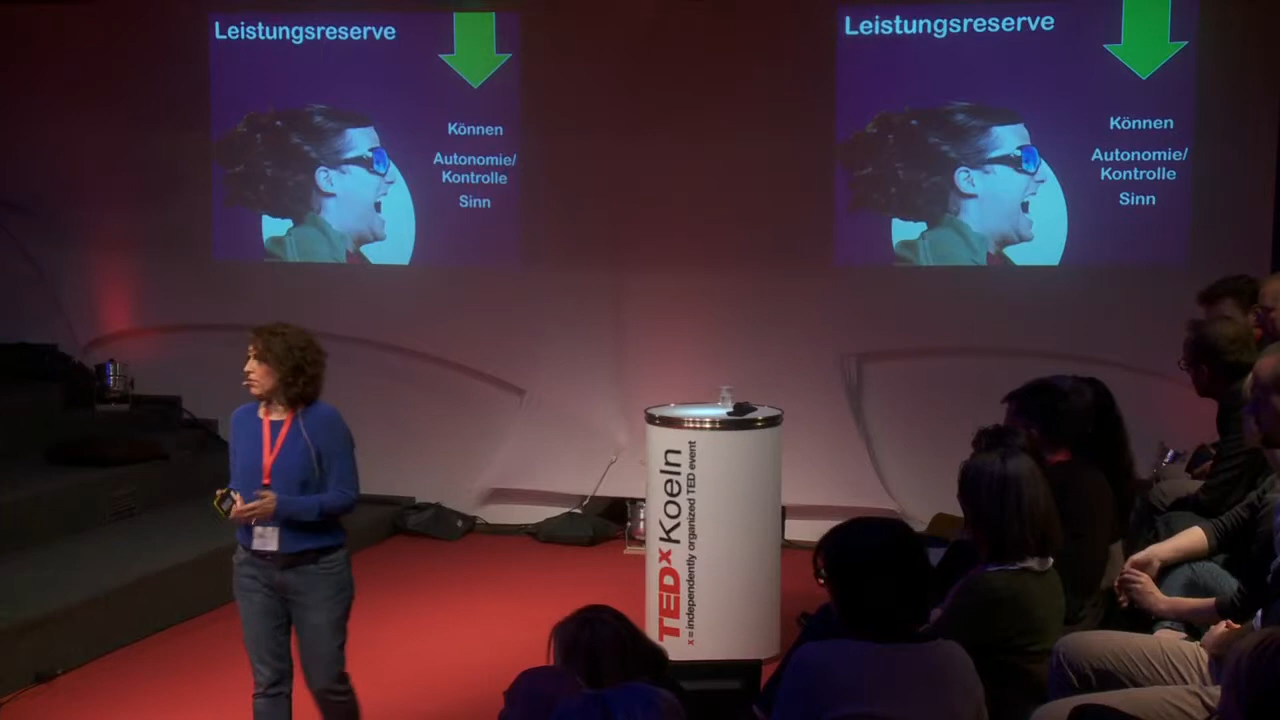 Leistungsreserve
Können
Autonomie/
Kontrolle
Sinn
Leistungsreserve
Können
Autonomie/
Kontrolle
Sinn
TEDxKoeln
x = independently organized TED event